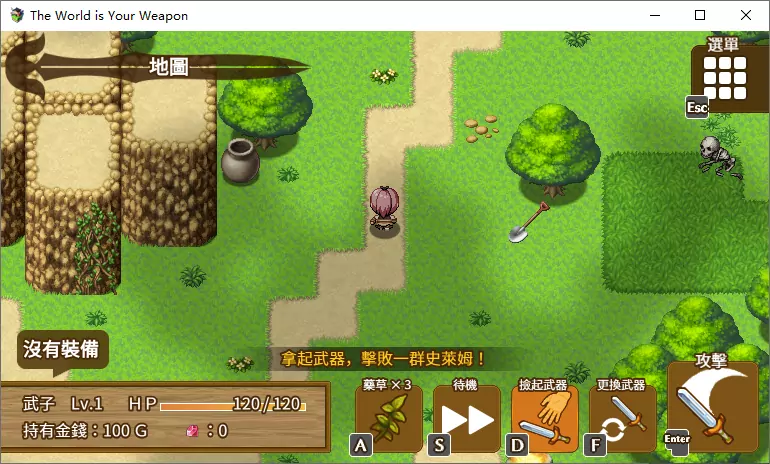 The World is Your Weapon
地圖
選單
Esc
沒有裝備
拿起武器，擊敗一群史萊姆！
武子 Lv.1 HP 120/120
持有金錢：100 G ：0
藥草×3
A
待機
S
撿起武器
D
更換武器
F
攻擊
Enter